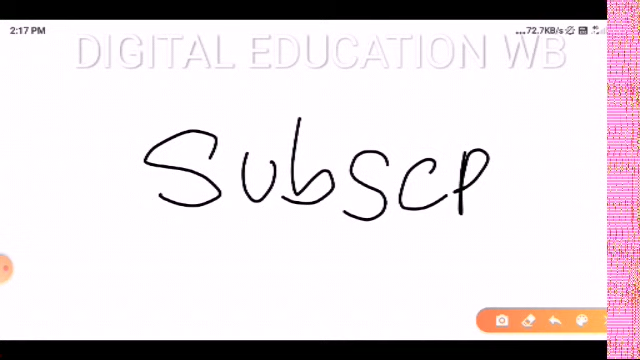 2:17 PM
...72.7KB/s
DIGITAL EDUCATION WB
Subscp